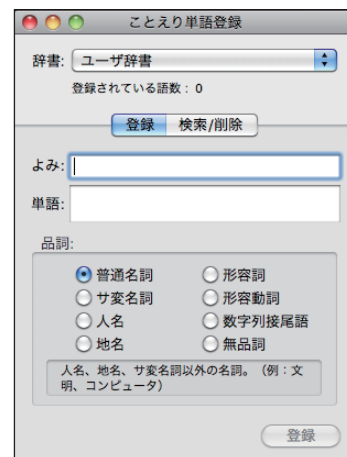 ことえり単語登録
辞書: ユーザ辞書
登録されている語数：0
登録 検索/削除
よみ:
単語:
品詞:
普通名詞 形容詞
サ変名詞 形容動詞
人名 数字列接尾語
地名 無品詞
人名、地名、サ変名詞以外の名詞。（例：文
明、コンピュータ）
登録